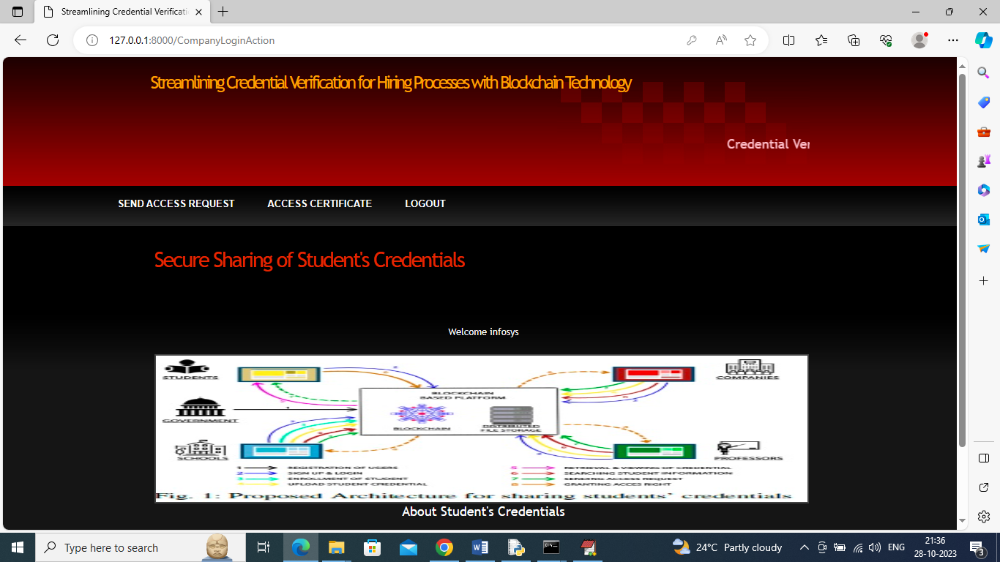 Streamlining Credential Verificati
127.0.0.1:8000/CompanyLoginAction
Streamlining Credential Verification for Hiring Processes with Blockchain Technology
Credential Ver
SEND ACCESS REQUEST ACCESS CERTIFICATE LOGOUT
Secure Sharing of Student's Credentials
Welcome infosys
STUDENTS
COMPANIES
BLOCKCHAIN
BASED PLATFORM
GOVERNMENT
BLOCKCHAIN
DISTRIBUTED
FILE STORAGE
SCHOOLS
PROFESSORS
1 REGISTRATION OF USERS
2 SIGN UP & LOGIN
3 ENROLLMENT OF STUDENT
4 UPLOAD STUDENT CREDENTIAL
5 RETRIEVAL & VIEWING OF CREDENTIAL
6 SEARCHING STUDENT INFORMATION
7 SENDING ACCESS REQUEST
8 GRANTING ACCES RIGHT
Fig. 1: Proposed Architecture for sharing students' credentials
About Student's Credentials
Type here to search
24°C Partly cloudy
ENG
21:36
28-10-2023
3